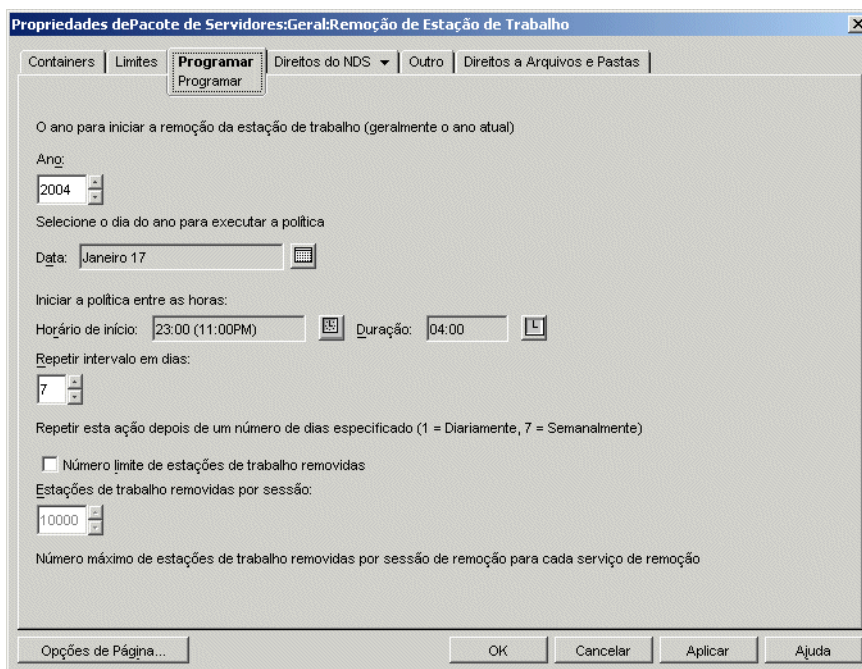 Propriedades dePacote de Servidores:Geral:Remoção de Estação de Trabalho
Containers | Limites | Programar | Direitos do NDS | Outro | Direitos a Arquivos e Pastas
Programar
O ano para iniciar a remoção da estação de trabalho (geralmente o ano atual)
Ano:
2004
Selecione o dia do ano para executar a política
Data: Janeiro 17
Iniciar a política entre as horas:
Horário de início: 23:00 (11:00PM) Duração: 04:00
Repetir intervalo em dias:
7
Repetir esta ação depois de um número de dias especificado (1 = Diariamente, 7 = Semanalmente)
Número limite de estações de trabalho removidas
Estações de trabalho removidas por sessão:
10000
Número máximo de estações de trabalho removidas por sessão de remoção para cada serviço de remoção
Opções de Página... OK Cancelar Aplicar Ajuda